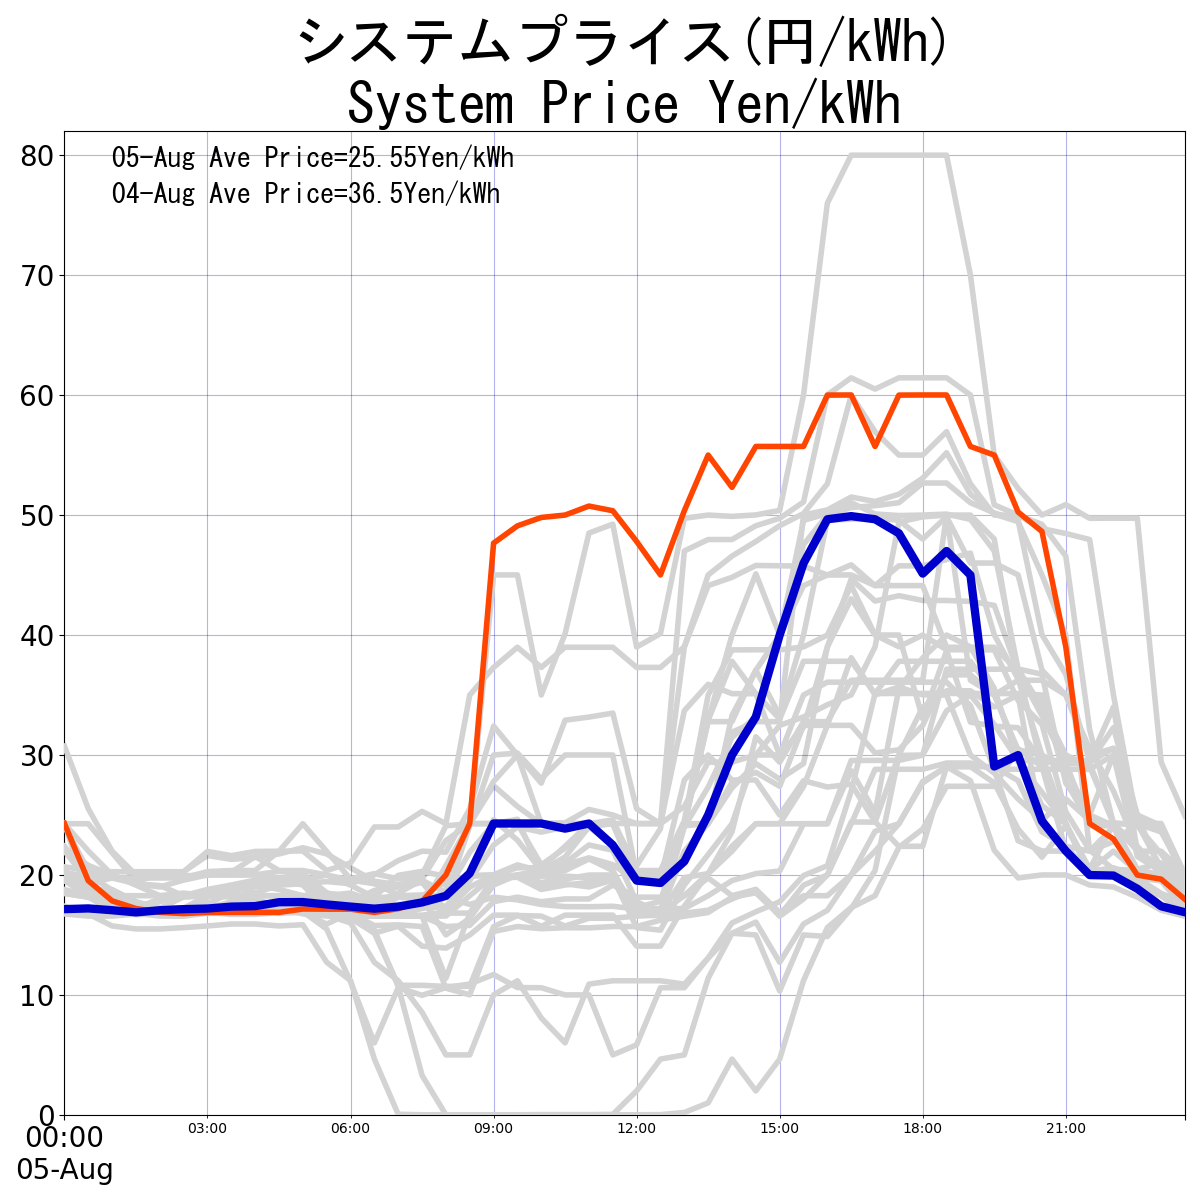 システムプライス(円/kWh)
System Price Yen/kWh
05-Aug Ave Price=25.55Yen/kWh
04-Aug Ave Price=36.5Yen/kWh
80
70
60
50
40
30
20
10
0
00:00 03:00 06:00 09:00 12:00 15:00 18:00 21:00
05-Aug